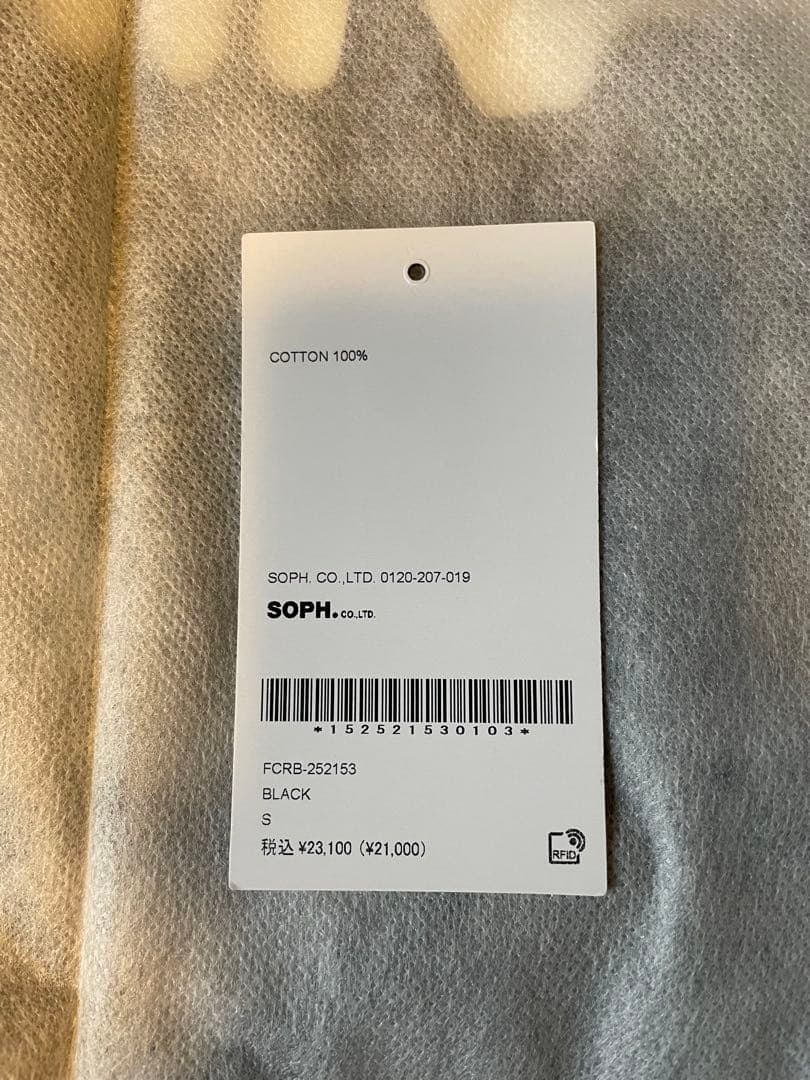 COTTON 100%
SOPH. CO.,LTD. 0120-207-019
SOPH. CO.,LTD.
*152521530103*
FCRB-252153
BLACK
S
税込 ¥23,100 (¥21,000)
RFID